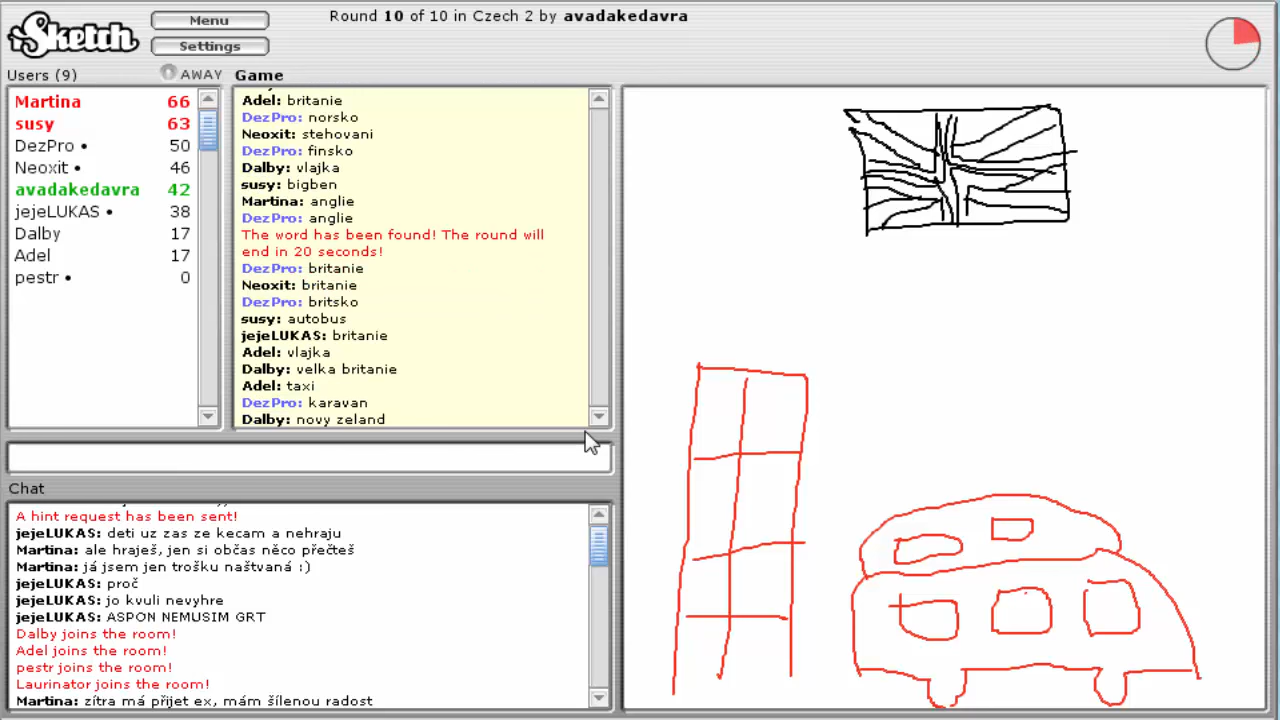 iSketch
Menu
Settings
Round 10 of 10 in Czech 2 by avadakedavra
Users (9)
AWAY
Game
Martina 66
susy 63
DezPro • 50
Neoxit • 46
avadakedavra 42
jejeLUKAS • 38
Dalby 17
Adel 17
pestr • 0
Adel: britanie
DezPro: norsko
Neoxit: stehovani
DezPro: finsko
Dalby: vlajka
susy: bigben
Martina: anglie
DezPro: anglie
The word has been found! The round will
end in 20 seconds!
DezPro: britanie
Neoxit: britanie
DezPro: britsko
susy: autobus
jejeLUKAS: britanie
Adel: vlajka
Dalby: velka britanie
Adel: taxi
DezPro: karavan
Dalby: novy zeland
Chat
A hint request has been sent!
jejeLUKAS: deti uz zas ze kecam a nehraju
Martina: ale hraješ, jen si občas něco přečteš
Martina: já jsem jen trošku naštvaná :)
jejeLUKAS: proč
jejeLUKAS: jo kvuli nevyhre
jejeLUKAS: ASPON NEMUSIM GRT
Dalby joins the room!
Adel joins the room!
pestr joins the room!
Laurinator joins the room!
Martina: zítra má přijet ex, mám šílenou radost